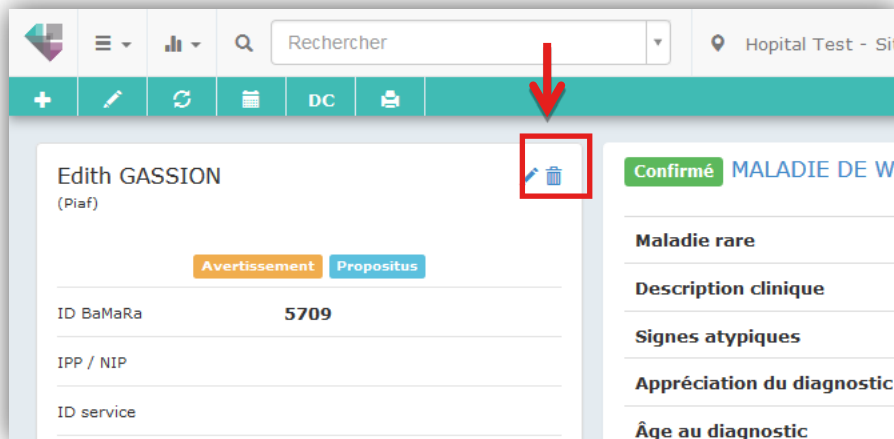 Rechercher
Hopital Test - Sit
DC
Edith GASSION
(Piaf)
Avertissement Propositus
ID BaMaRa 5709
IPP / NIP
ID service
Confirmé MALADIE DE W
Maladie rare
Description clinique
Signes atypiques
Appréciation du diagnostic
Âge au diagnostic